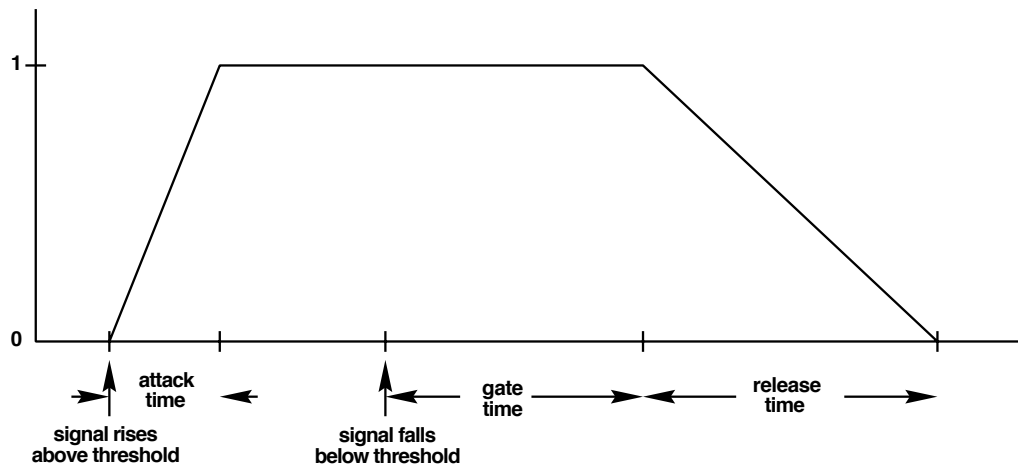 1
0
attack
time
gate
time
release
time
signal rises
above threshold
signal falls
below threshold